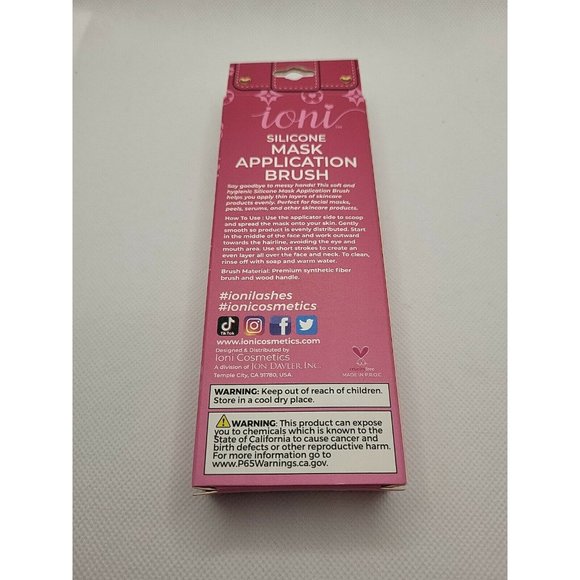 ioni
SILICONE
MASK
APPLICATION
BRUSH
Say goodbye to messy hands! This soft and
hygienic Silicone Mask Application Brush
helps you apply thin layers of skincare
products evenly. Perfect for facial masks,
peels, serums, and other skincare products.
How To Use : Use the applicator side to scoop
and spread the mask onto your skin. Gently
smooth so product is evenly distributed. Start
in the middle of the face and work outward
towards the hairline, avoiding the eye and
mouth area. Use short strokes to create an
even layer all over the face and neck. To clean,
rinse off with soap and warm water.
Brush Material: Premium synthetic fiber
brush and wood handle.
#ionilashes
#ionicosmetics
TikTok
www.ionicosmetics.com
Designed & Distributed by
Ioni Cosmetics
A division of JON DAVLER, INC.
Temple City, CA 91780, USA.
free
MADE IN P.R.O.C
WARNING: Keep out of reach of children.
Store in a cool dry place.
WARNING: This product can expose
you to chemicals which is known to the
State of California to cause cancer and
birth defects or other reproductive harm.
For more information go to
www.P65Warnings.ca.gov.